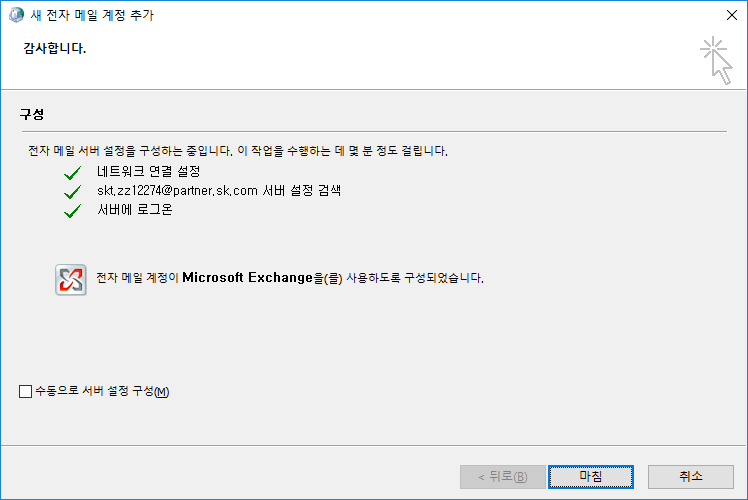 새 전자 메일 계정 추가
감사합니다.
구성
전자 메일 서버 설정을 구성하는 중입니다. 이 작업을 수행하는 데 몇 분 정도 걸립니다.
네트워크 연결 설정
skt.zz12274@partner.sk.com 서버 설정 검색
서버에 로그온
전자 메일 계정이 Microsoft Exchange을(를) 사용하도록 구성되었습니다.
수동으로 서버 설정 구성(M)
< 뒤로(B) 마침 취소